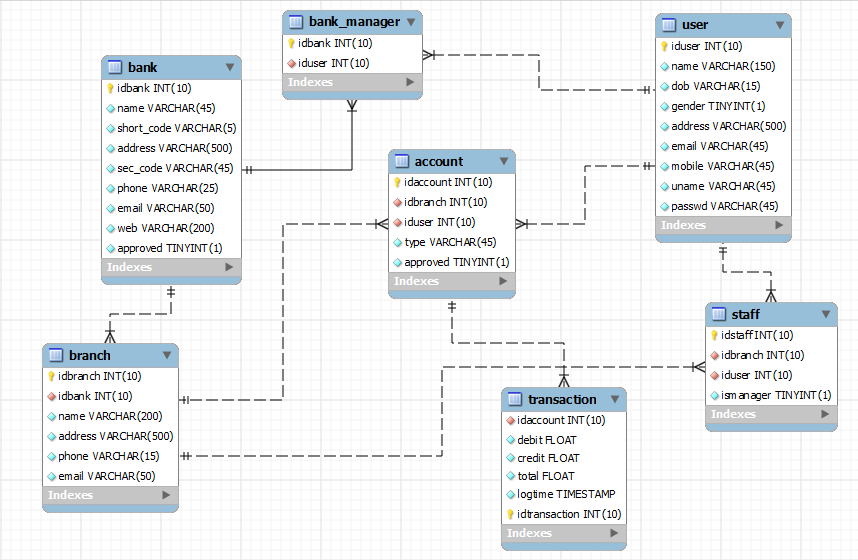 bank_manager
idbank INT(10)
iduser INT(10)
Indexes
user
iduser INT(10)
name VARCHAR(150)
dob VARCHAR(15)
gender TINYINT(1)
address VARCHAR(500)
email VARCHAR(45)
mobile VARCHAR(45)
uname VARCHAR(45)
passwd VARCHAR(45)
Indexes
bank
idbank INT(10)
name VARCHAR(45)
short_code VARCHAR(5)
address VARCHAR(500)
sec_code VARCHAR(45)
phone VARCHAR(25)
email VARCHAR(50)
web VARCHAR(200)
approved TINYINT(1)
Indexes
account
idaccount INT(10)
idbranch INT(10)
iduser INT(10)
type VARCHAR(45)
approved TINYINT(1)
Indexes
staff
idstaff INT(10)
idbranch INT(10)
iduser INT(10)
ismanager TINYINT(1)
Indexes
branch
idbranch INT(10)
idbank INT(10)
name VARCHAR(200)
address VARCHAR(500)
phone VARCHAR(15)
email VARCHAR(50)
Indexes
transaction
idaccount INT(10)
debit FLOAT
credit FLOAT
total FLOAT
logtime TIMESTAMP
idtransaction INT(10)
Indexes